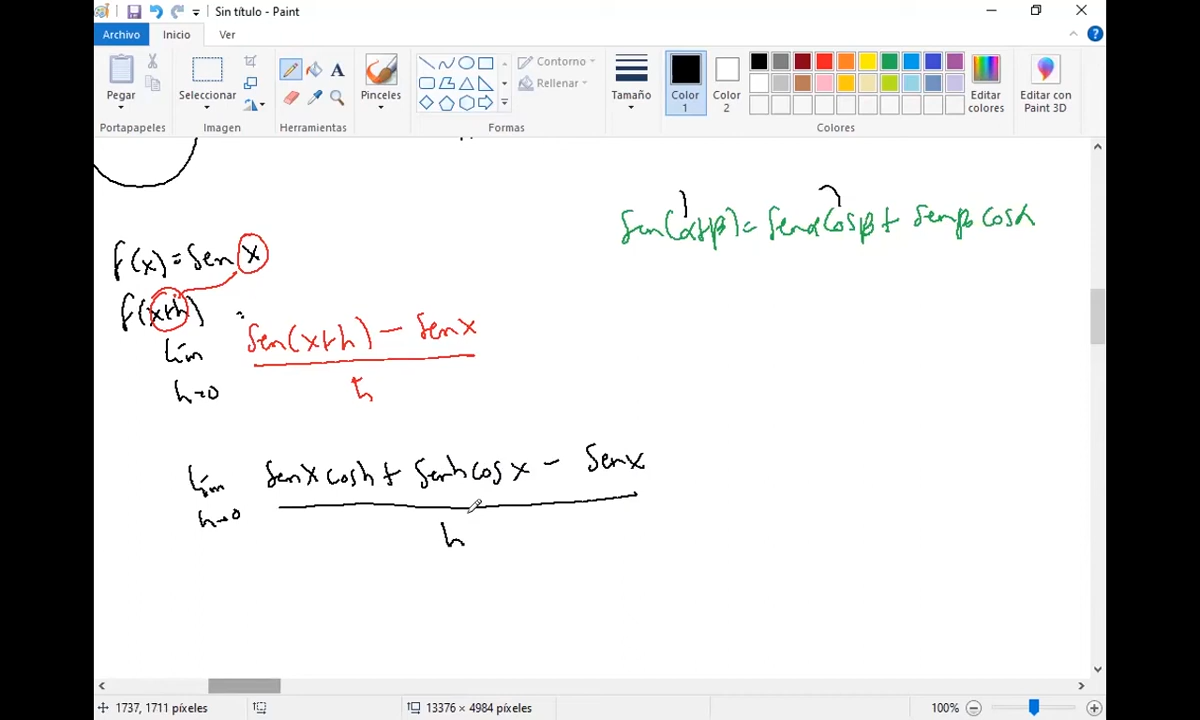 Sin título - Paint
Archivo Inicio Ver
Pegar
Seleccionar
Pinceles
Contorno
Rellenar
Tamaño
Color 1
Color 2
Editar colores
Editar con Paint 3D
Portapapeles Imagen Herramientas Formas Colores
Sen(α+β)= Senα Cosβ + Senβ Cosα
f(x) = Sen x
f(x+h) =
Lím h→0 Sen(x+h) - Senx / h
Lím h→0 Senx cosh + Senh cos x - Senx / h
1737, 1711 píxeles 13376 × 4984 píxeles 100%